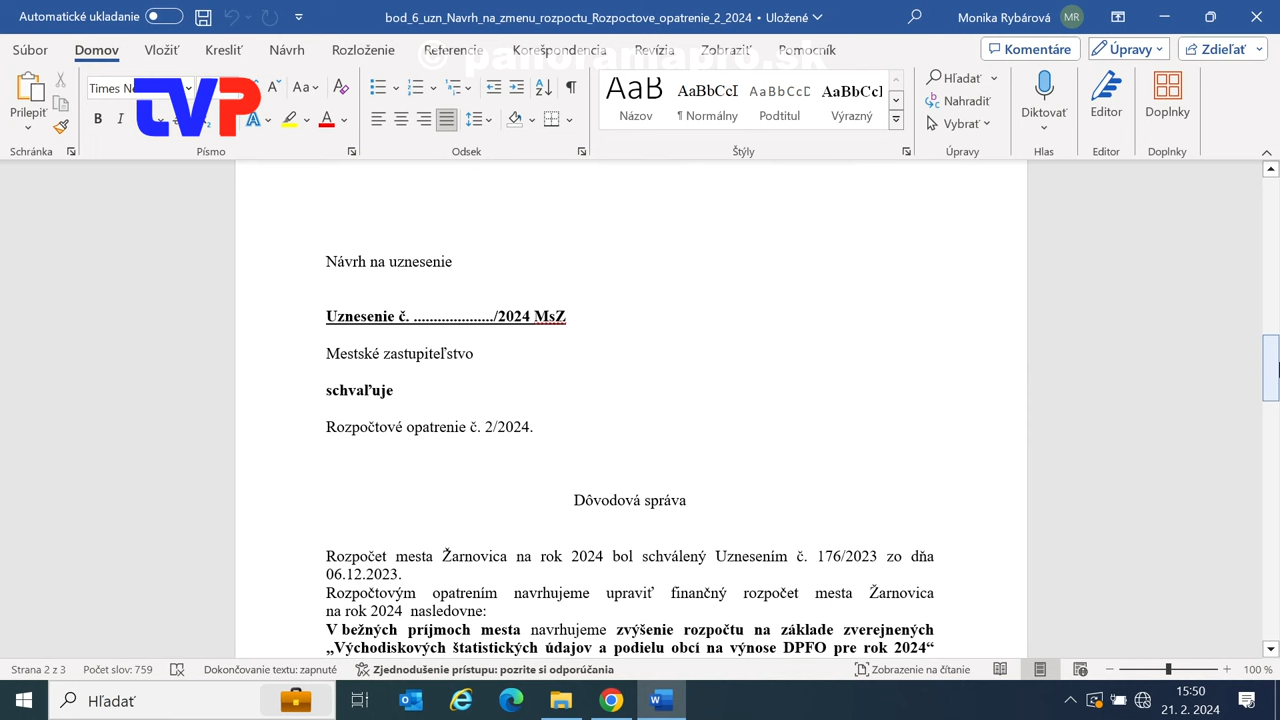 Automatické ukladanie
bod_6_uzn_Navrh_na_zmenu_rozpoctu_Rozpoctove_opatrenie_2_2024 • Uložené
Monika Rybárová MR
Súbor Domov Vložiť Kresliť Návrh Rozloženie Referencie Korešpondencia Revízia Zobraziť Pomocník
© panoramapro.sk
Komentáre Úpravy Zdieľať
TVP
Prilepiť
Times N
Aa
B I
A A
AaB AaBbCcI AaBbCcD AaBbCcI
Názov ¶ Normálny Podtitul Výrazný
Hľadať
Nahradiť
Vybrať
Diktovať
Editor
Doplnky
Schránka Písmo Odsek Štýly Úpravy Hlas Editor Doplnky
Návrh na uznesenie
Uznesenie č. ..................../2024 MsZ
Mestské zastupiteľstvo
schvaľuje
Rozpočtové opatrenie č. 2/2024.
Dôvodová správa
Rozpočet mesta Žarnovica na rok 2024 bol schválený Uznesením č. 176/2023 zo dňa
06.12.2023.
Rozpočtovým opatrením navrhujeme upraviť finančný rozpočet mesta Žarnovica
na rok 2024 nasledovne:
V bežných príjmoch mesta navrhujeme zvýšenie rozpočtu na základe zverejnených
„Východiskových štatistických údajov a podielu obcí na výnose DPFO pre rok 2024“
Strana 2 z 3 Počet slov: 759 Dokončovanie textu: zapnuté Zjednodušenie prístupu: pozrite si odporúčania Zobrazenie na čítanie 100 %
Hľadať
15:50
21. 2. 2024